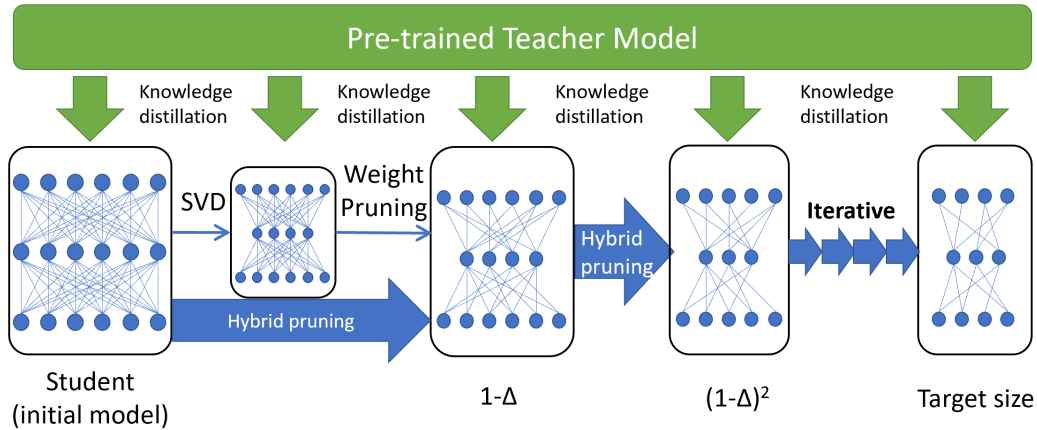 Pre-trained Teacher Model
Knowledge
distillation
Knowledge
distillation
Knowledge
distillation
Knowledge
distillation
SVD
Weight
Pruning
Hybrid
pruning
Iterative
Hybrid pruning
Student
(initial model)
1-Δ
(1-Δ)²
Target size